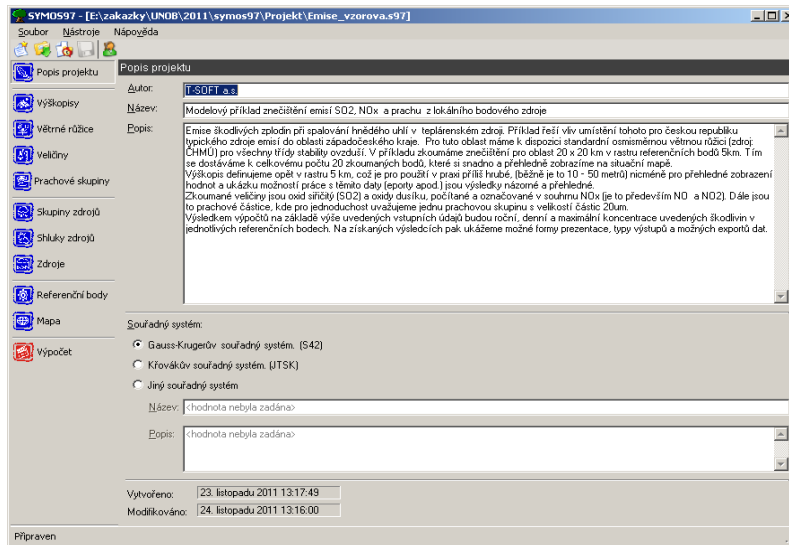 SYMOS97 - [E:\zakazky\UNOB\2011\symos97\Projekt\Emise_vzorova.s97]
Soubor Nástroje Nápověda
Popis projektu
Výškopisy
Větrné růžice
Veličiny
Prachové skupiny
Skupiny zdrojů
Shluky zdrojů
Zdroje
Referenční body
Mapa
Výpočet
Popis projektu
Autor: T-SOFT a.s.
Název: Modelový příklad znečištění emisí SO2, NOx a prachu z lokálního bodového zdroje
Popis: Emise škodlivých zplodin při spalování hnědého uhlí v teplárenském zdroji. Příklad řeší vliv umístění tohoto pro českou republiku
typického zdroje emisí do oblasti západočeského kraje. Pro tuto oblast máme k dispozici standardní osmisměrnou větrnou růžici (zdroj:
ČHMÚ) pro všechny třídy stability ovzduší. V příkladu zkoumáme znečištění pro oblast 20 x 20 km v rastru referenčních bodů 5km. Tím
se dostáváme k celkovému počtu 20 zkoumaných bodů, které si snadno a přehledně zobrazíme na situační mapě.
Výškopis definujeme opět v rastru 5 km, což je pro použití v praxi příliš hrubé, (běžně je to 10 - 50 metrů) nicméně pro přehledné zobrazení
hodnot a ukázku možností práce s těmito daty (eporty apod.) jsou výsledky názorné a přehledné.
Zkoumané veličiny jsou oxid siřičitý (SO2) a oxidy dusíku, počítané a označované v souhrnu NOx (je to především NO a NO2). Dále jsou
to prachové částice, kde pro jednoduchost uvažujeme jednu prachovou skupinu s velikostí částic 20um.
Výsledkem výpočtů na základě výše uvedených vstupních údajů budou roční, denní a maximální koncentrace uvedených škodlivin v
jednotlivých referenčních bodech. Na získaných výsledcích pak ukážeme možné formy prezentace, typy výstupů a možných exportů dat.
Souřadný systém:
Gauss-Krugerův souřadný systém. (S42)
Křovákův souřadný systém. (JTSK)
Jiný souřadný systém
Název: <hodnota nebyla zadána>
Popis: <hodnota nebyla zadána>
Vytvořeno: 23. listopadu 2011 13:17:49
Modifikováno: 24. listopadu 2011 13:16:00
Připraven